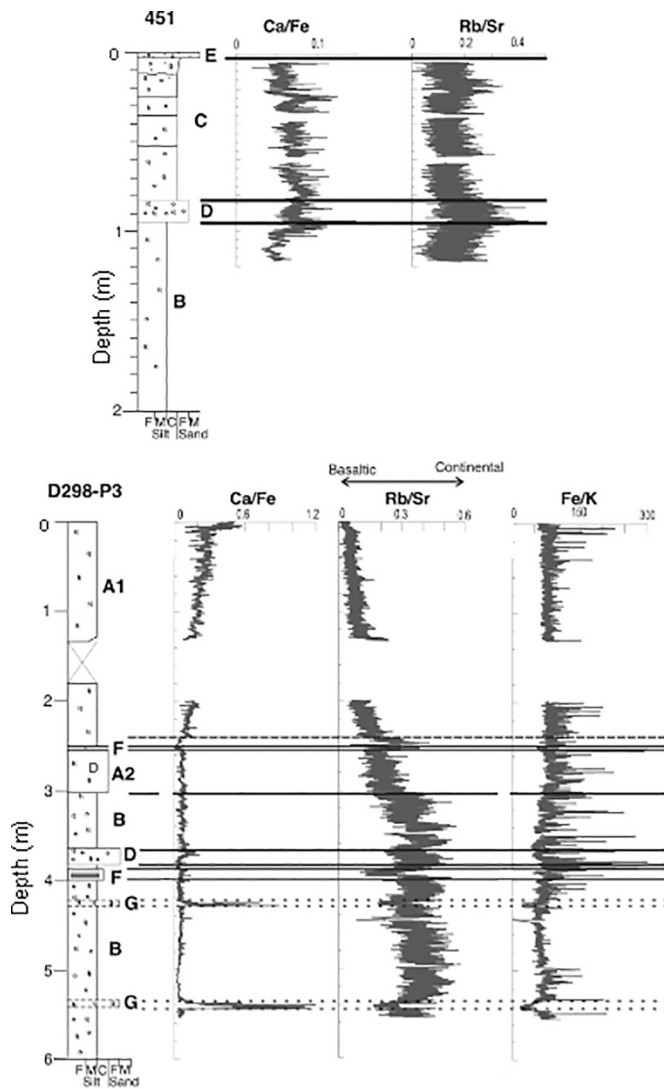 451
Ca/Fe
Rb/Sr
0
0.1
0
0.2
0.4
0
E
C
D
1
B
2
Depth (m)
F M C F M
Silt Sand
Basaltic
Continental
D298-P3
Ca/Fe
Rb/Sr
Fe/K
0
0.6
1.2
0
0.3
0.6
0
150
300
0
A1
1
2
F
D
A2
3
B
D
4
F
G
B
5
G
6
Depth (m)
F M C F M
Silt Sand